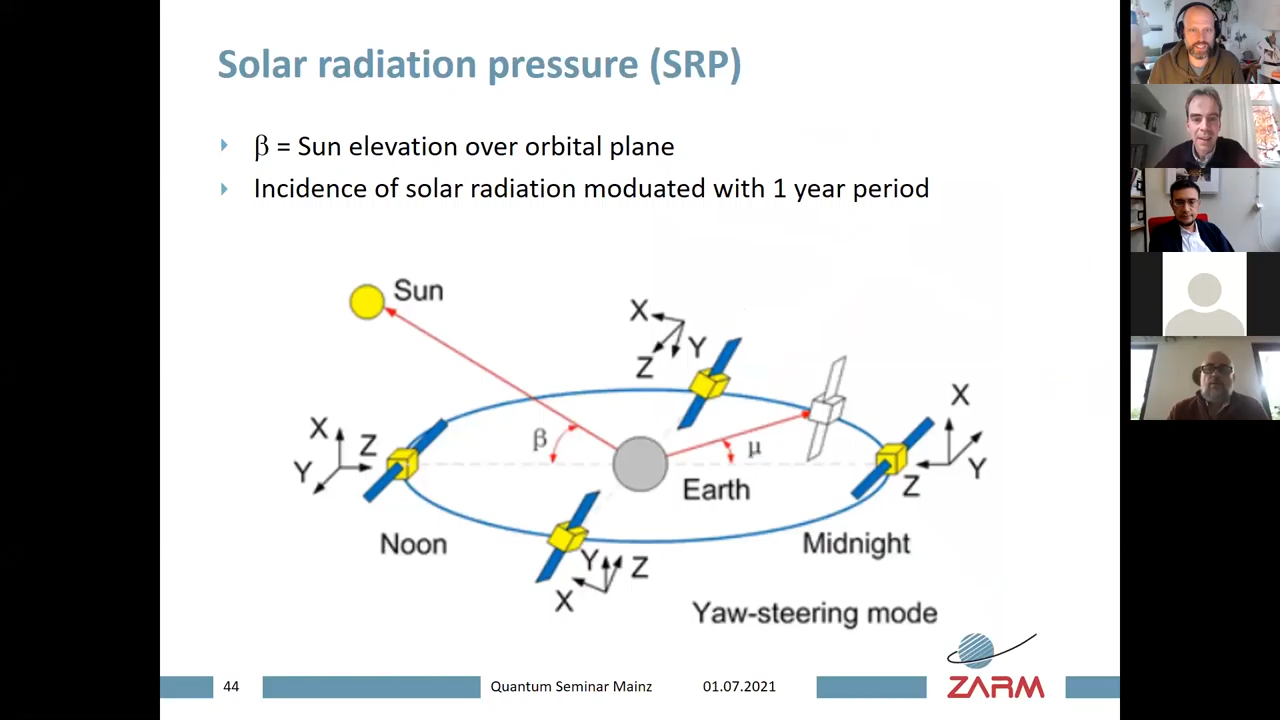 Solar radiation pressure (SRP)
β = Sun elevation over orbital plane
Incidence of solar radiation moduated with 1 year period
Sun
X
Y
Z
X
Z
Y
β
μ
X
Y
Z
Earth
Noon
Midnight
Y
Z
X
Yaw-steering mode
44
Quantum Seminar Mainz
01.07.2021
ZARM